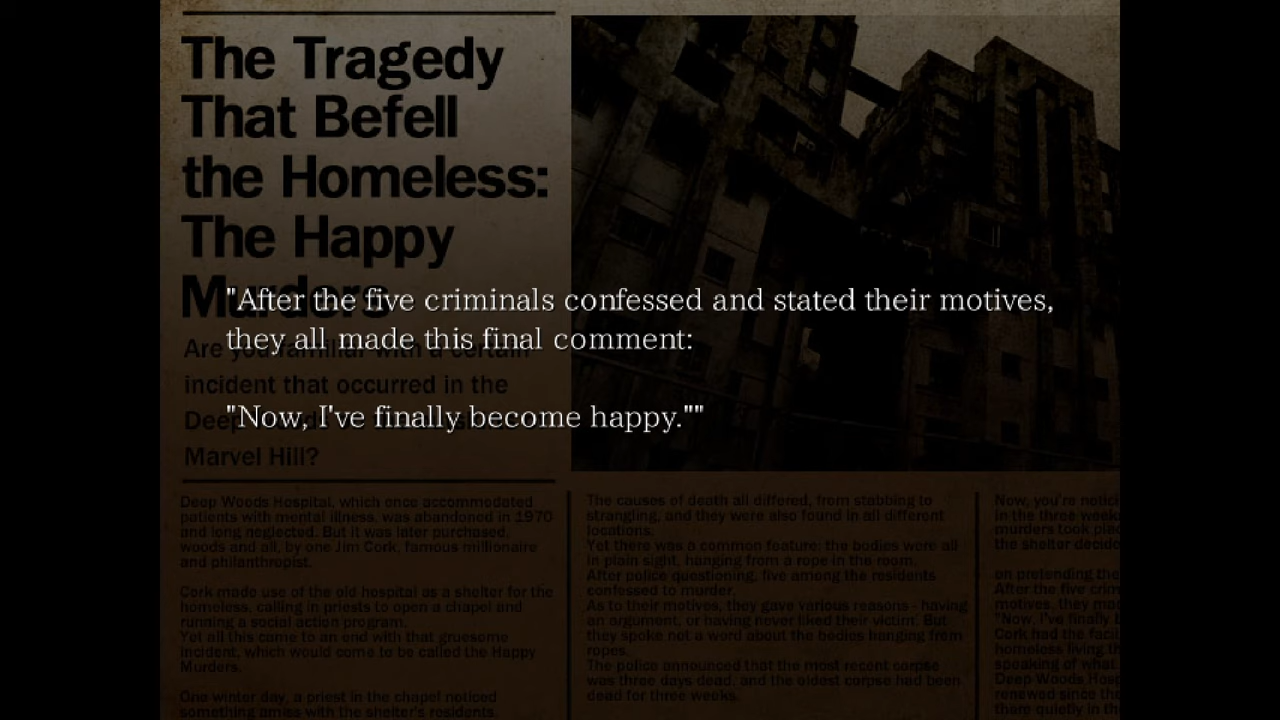 The Tragedy
That Befell
the Homeless:
The Happy
Murders
Are you familiar with a certain
incident that occurred in the
Deep
Marvel Hill?
"After the five criminals confessed and stated their motives,
they all made this final comment:
"Now, I've finally become happy.""
Deep Woods Hospital, which once accommodated
patients with mental illness, was abandoned in 1970
and long neglected. But it was later purchased,
woods and all, by one Jim Cork, famous millionaire
and philanthropist.
Cork made use of the old hospital as a shelter for the
homeless, calling in priests to open a chapel and
running a social action program.
Yet all this came to an end with that gruesome
incident, which would come to be called the Happy
Murders.
One winter day, a priest in the chapel noticed
something amiss with the shelter's residents.
The causes of death all differed, from stabbing to
strangling, and they were also found in all different
locations.
Yet there was a common feature: the bodies were all
in plain sight, hanging from a rope in the room.
After police questioning, five among the residents
confessed to murder.
As to their motives, they gave various reasons - having
an argument, or having never liked their victim. But
they spoke not a word about the bodies hanging from
ropes.
The police announced that the most recent corpse
was three days dead, and the oldest corpse had been
dead for three weeks.
Now, you're notici
In the three week
murders took plac
the shelter decide
on pretending the
After the five crim
motives, they mad
"Now, I've finally b
Cork had the facil
homeless living th
speaking of what
Deep Woods Hosp
renewed since the
there quietly in th